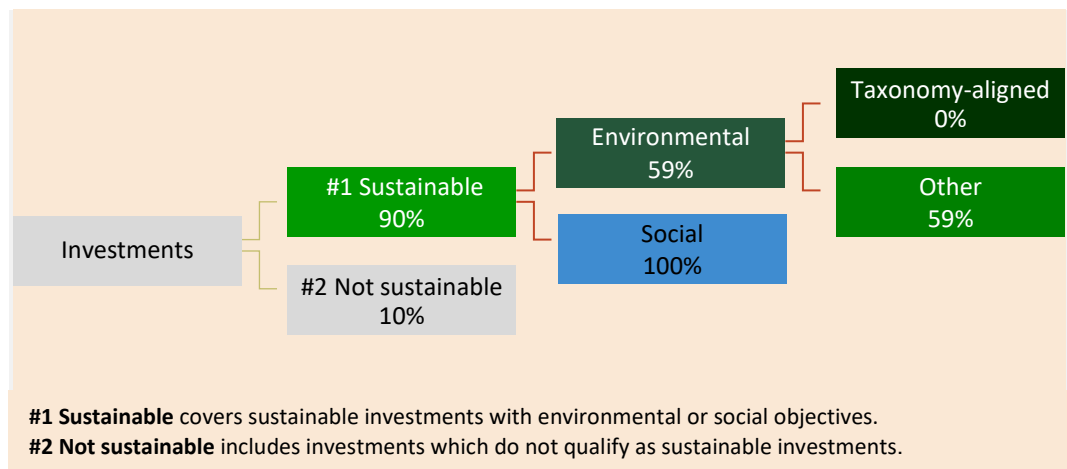 Investments
#1 Sustainable
90%
#2 Not sustainable
10%
Environmental
59%
Social
100%
Taxonomy-aligned
0%
Other
59%
#1 Sustainable covers sustainable investments with environmental or social objectives.
#2 Not sustainable includes investments which do not qualify as sustainable investments.